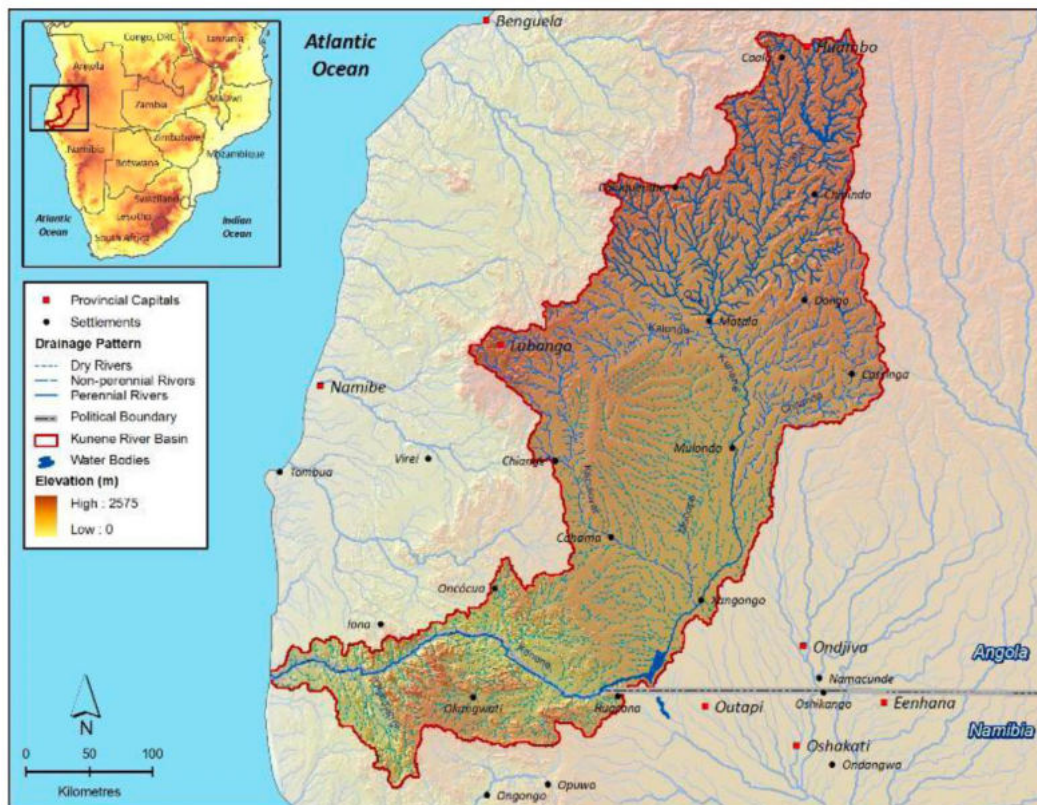 Congo, DRC
Tanzania
Angola
Malawi
Zambia
Zimbabwe
Mozambique
Namibia
Botswana
Swaziland
Lesotho
South Africa
Atlantic
Ocean
Indian
Ocean
Atlantic
Ocean
Benguela
Huambo
Caala
Chivindo
Dongo
Matala
Kalonga
Lubango
Kunene
Namibe
Mulondo
Virei
Chiange
Tombua
Cahama
Oncócua
Xangongo
Iona
Kunene
Ondjiva
Angola
Namacunde
Okangwati
Ruacana
Oshikango
Eenhana
Outapi
Namibia
Oshakati
Ondangwa
Opuwo
Provincial Capitals
Settlements
Drainage Pattern
Dry Rivers
Non-perennial Rivers
Perennial Rivers
Political Boundary
Kunene River Basin
Water Bodies
Elevation (m)
High : 2575
Low : 0
N
0 50 100
Kilometres